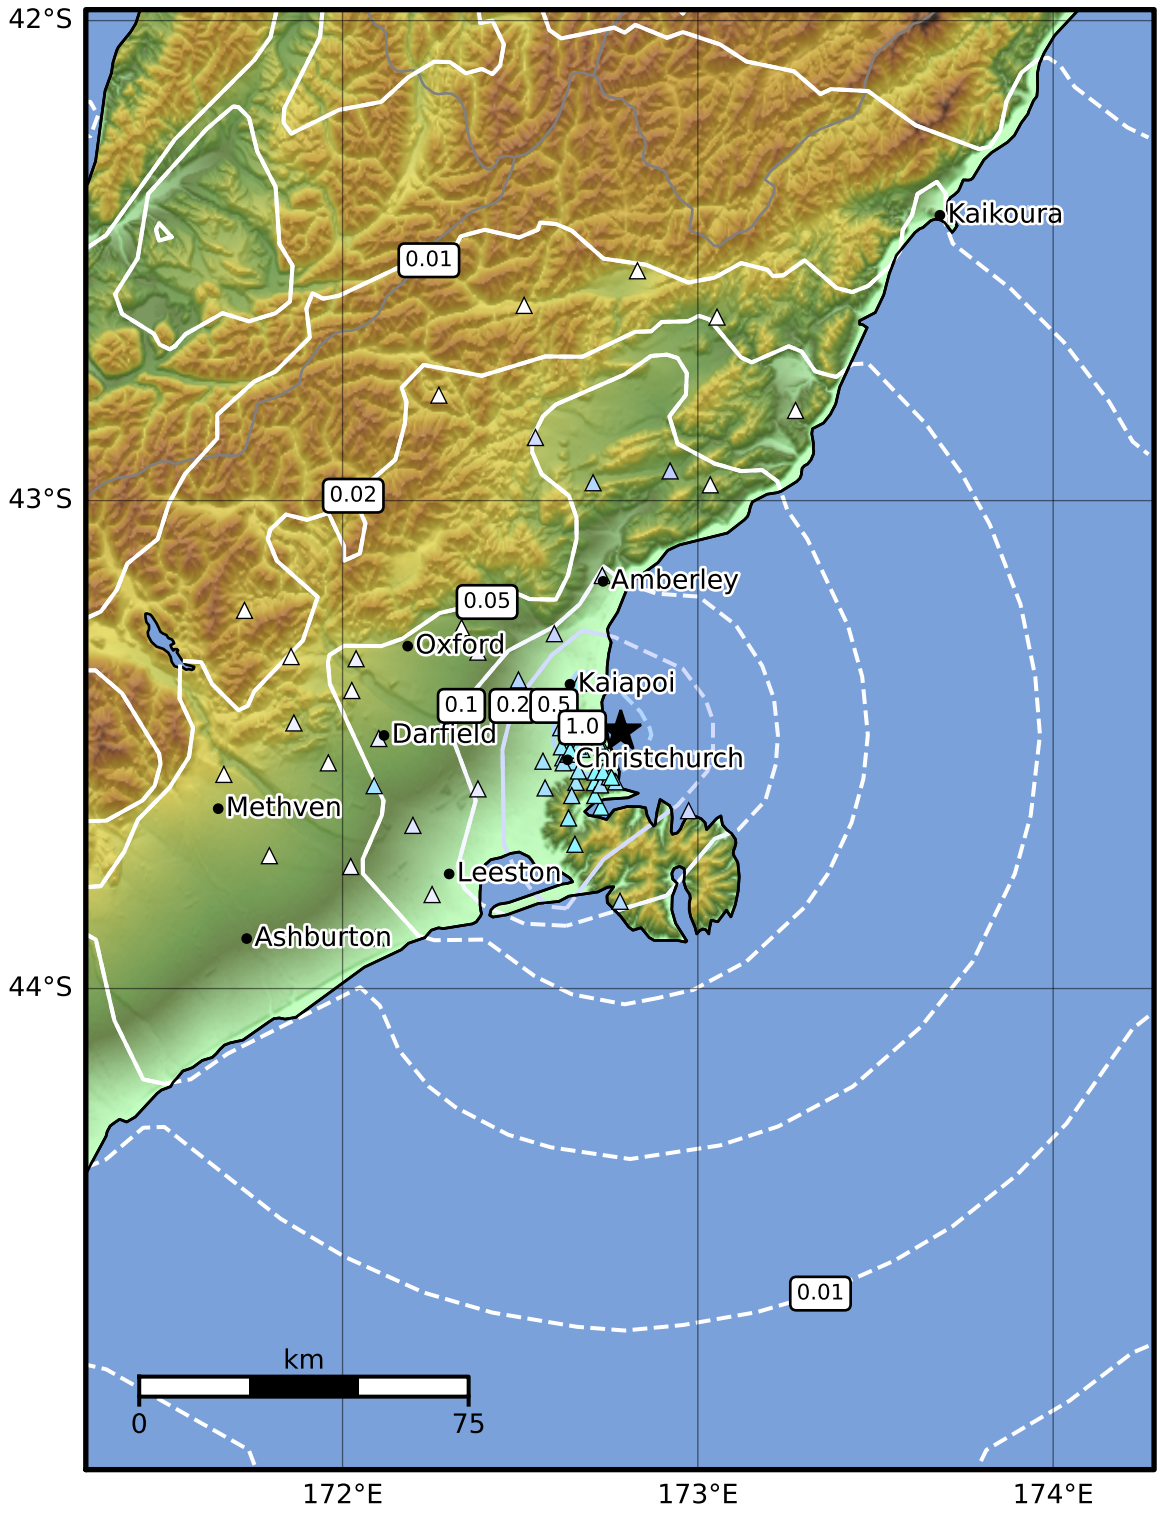 42°S
Kaikoura
0.01
0.02
43°S
Amberley
0.05
Oxford
Kaiapoi
0.1
0.2
0.5
1.0
Darfield
Christchurch
Methven
Leeston
Ashburton
44°S
0.01
km
0
75
172°E
173°E
174°E